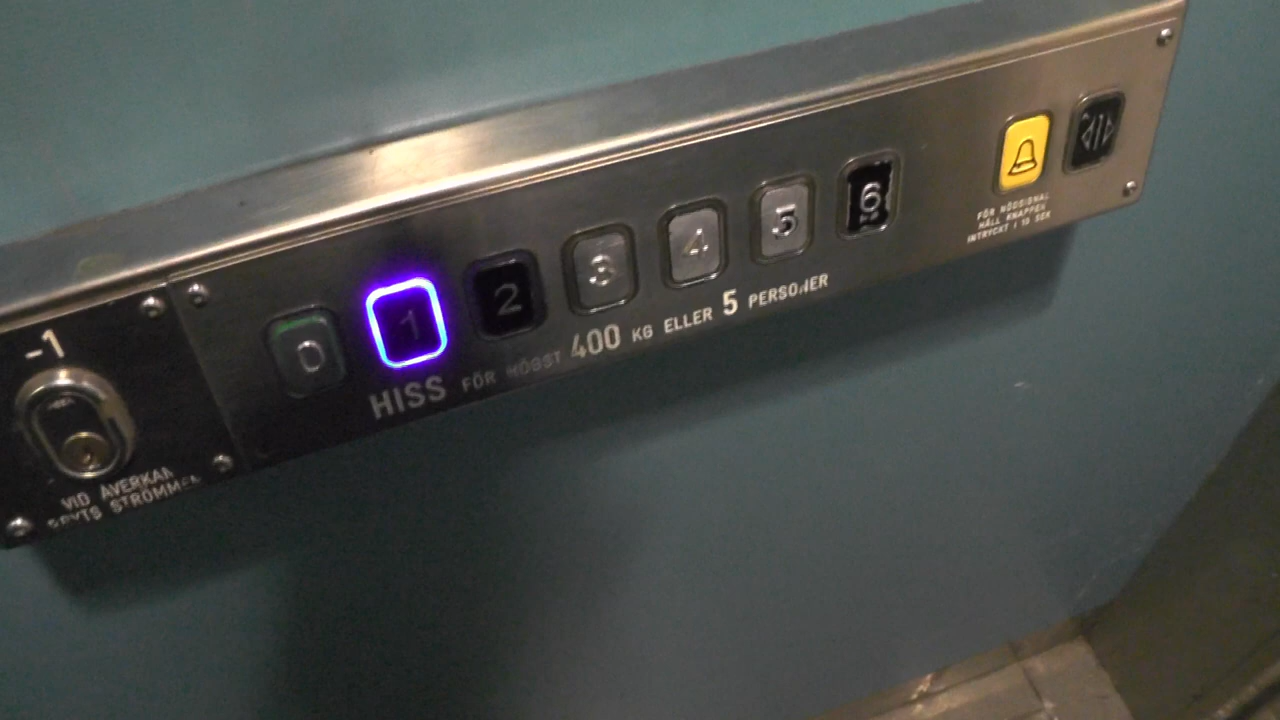 -1
VID ÅVERKAN
BRYTS STRÖMMEN
0
1
2
3
4
5
6
HISS FÖR HÖGST 400 KG ELLER 5 PERSONER
FÖR NÖDSIGNAL
HÅLL KNAPPEN
INTRYCKT I 15 SEK